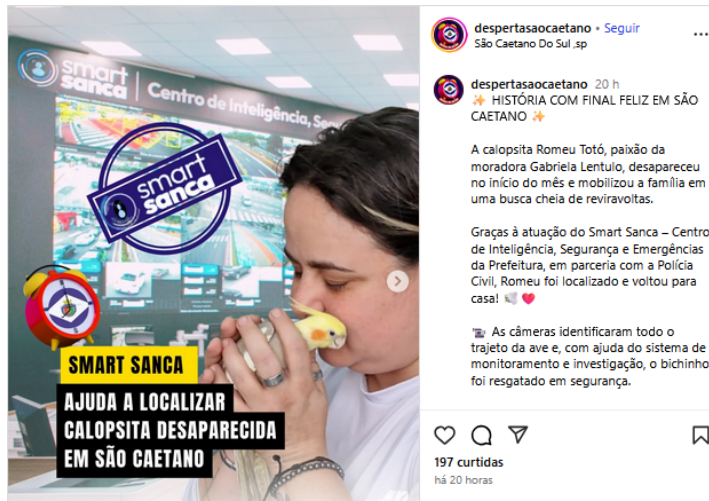 smart
sanca
Centro de Inteligência, Seg
smart
sanca
SMART SANCA
AJUDA A LOCALIZAR
CALOPSITA DESAPARECIDA
EM SÃO CAETANO
despertasaocaetano • Seguir
São Caetano Do Sul ,sp
despertasaocaetano 20 h
✨ HISTÓRIA COM FINAL FELIZ EM SÃO
CAETANO ✨
A calopsita Romeu Totó, paixão da
moradora Gabriela Lentulo, desapareceu
no início do mês e mobilizou a família em
uma busca cheia de reviravoltas.
Graças à atuação do Smart Sanca – Centro
de Inteligência, Segurança e Emergências
da Prefeitura, em parceria com a Polícia
Civil, Romeu foi localizado e voltou para
casa! 🕊️ ❤️
📹 As câmeras identificaram todo o
trajeto da ave e, com ajuda do sistema de
monitoramento e investigação, o bichinho
foi resgatado em segurança.
197 curtidas
há 20 horas